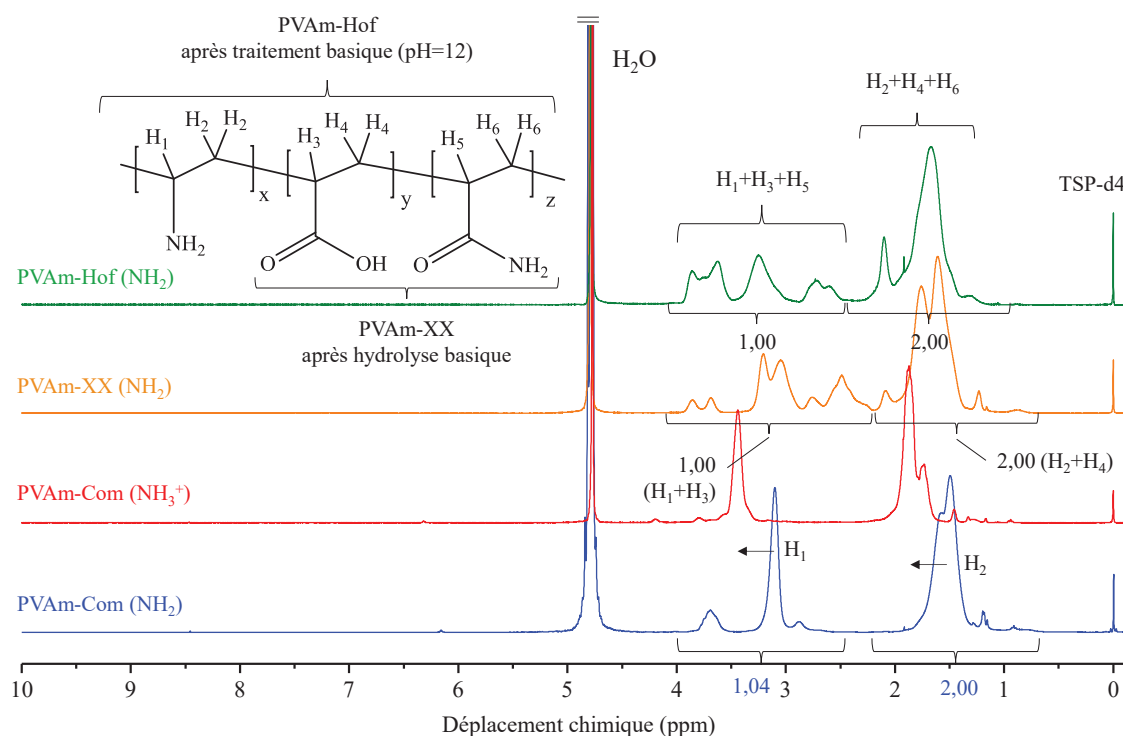 PVAm-Hof
après traitement basique (pH=12)
H₂O
H₂+H₄+H₆
H₂
H₂
H₁
H₄
H₄
H₃
H₆
H₆
H₅
x
y
z
NH₂
O
OH
O
NH₂
H₁+H₃+H₅
TSP-d4
PVAm-Hof (NH₂)
PVAm-XX
après hydrolyse basique
1,00
2,00
PVAm-XX (NH₂)
1,00
(H₁+H₃)
2,00 (H₂+H₄)
PVAm-Com (NH₃⁺)
H₁
H₂
PVAm-Com (NH₂)
10
9
8
7
6
5
4
3
2
1
0
1,04
2,00
Déplacement chimique (ppm)